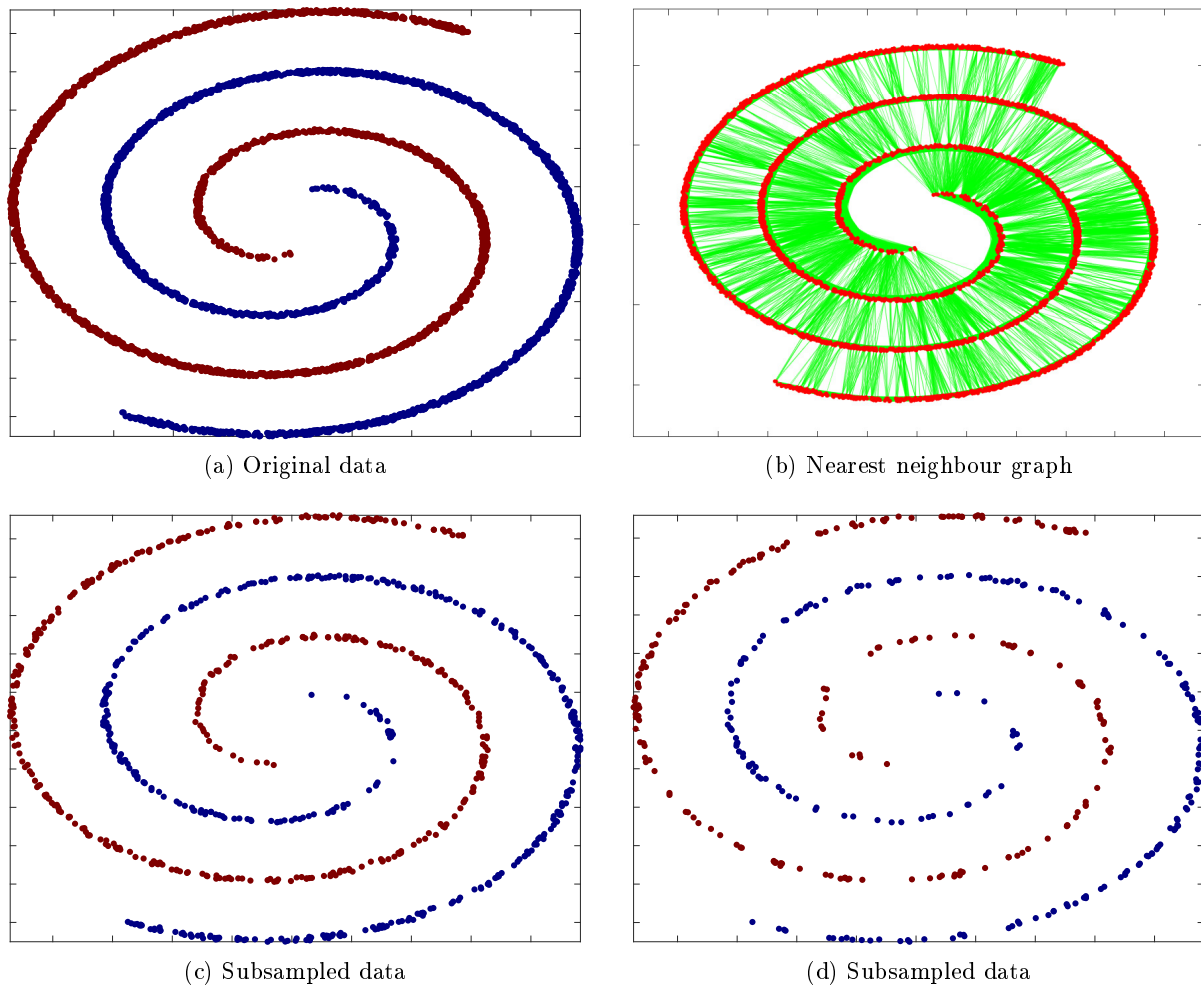 (a) Original data
(b) Nearest neighbour graph
(c) Subsampled data
(d) Subsampled data